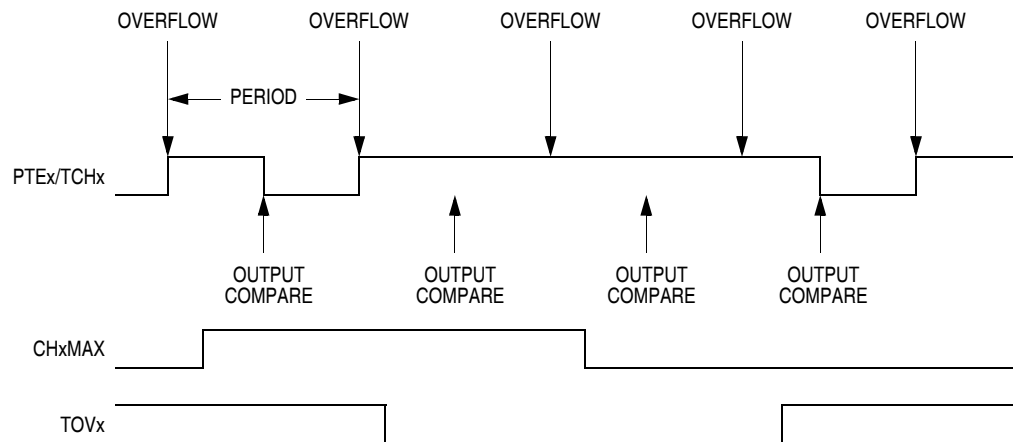 OVERFLOW OVERFLOW OVERFLOW OVERFLOW OVERFLOW
PERIOD
PTEx/TCHx
OUTPUT COMPARE
OUTPUT COMPARE
OUTPUT COMPARE
OUTPUT COMPARE
CHxMAX
TOVx